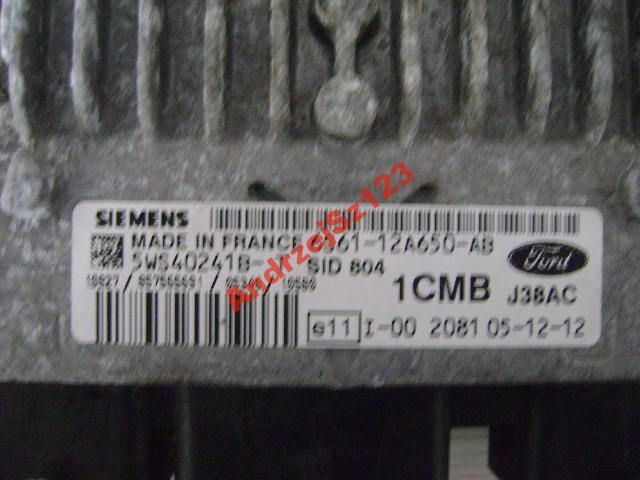 SIEMENS
MADE IN FRANCE 6V61-12A650-AB
5WS40241B- SID 804
Ford
1CMB J38AC
e11 I-00 2081 05-12-12
AndrzejSz123